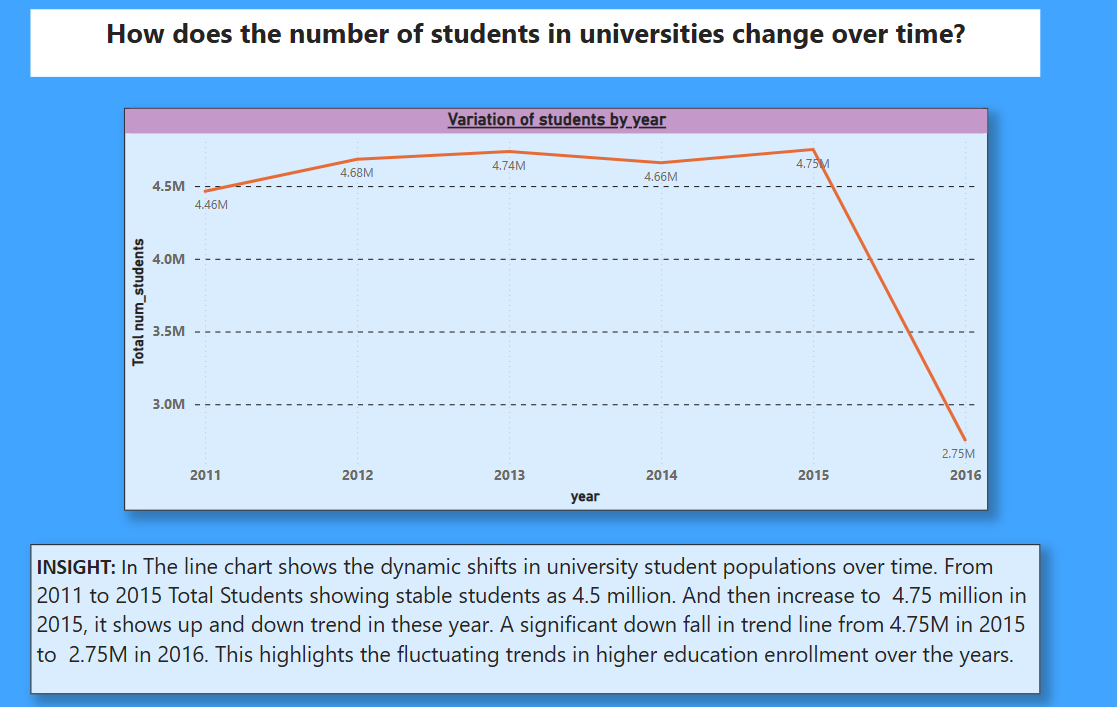 How does the number of students in universities change over time?
Variation of students by year
Total num_students
4.5M
4.0M
3.5M
3.0M
4.46M
4.68M
4.74M
4.66M
4.75M
2.75M
2011 2012 2013 2014 2015 2016
year
INSIGHT: In The line chart shows the dynamic shifts in university student populations over time. From
2011 to 2015 Total Students showing stable students as 4.5 million. And then increase to  4.75 million in
2015, it shows up and down trend in these year. A significant down fall in trend line from 4.75M in 2015
to  2.75M in 2016. This highlights the fluctuating trends in higher education enrollment over the years.